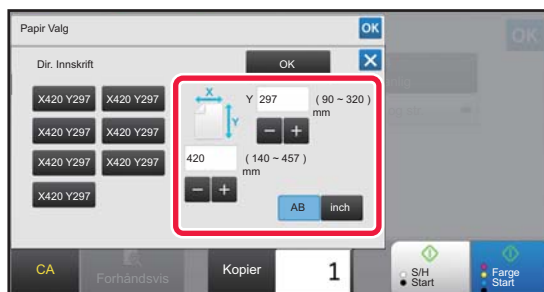 Papir Valg
OK
OK
Dir. Innskrift
OK
X420 Y297
X420 Y297
X
Y
Y 297
( 90 ~ 320 )
mm
X420 Y297
X420 Y297
X420 Y297
X420 Y297
420
( 140 ~ 457 )
mm
X420 Y297
AB
inch
CA
Forhåndsvis
Kopier
1
S/H
Start
Farge
Start